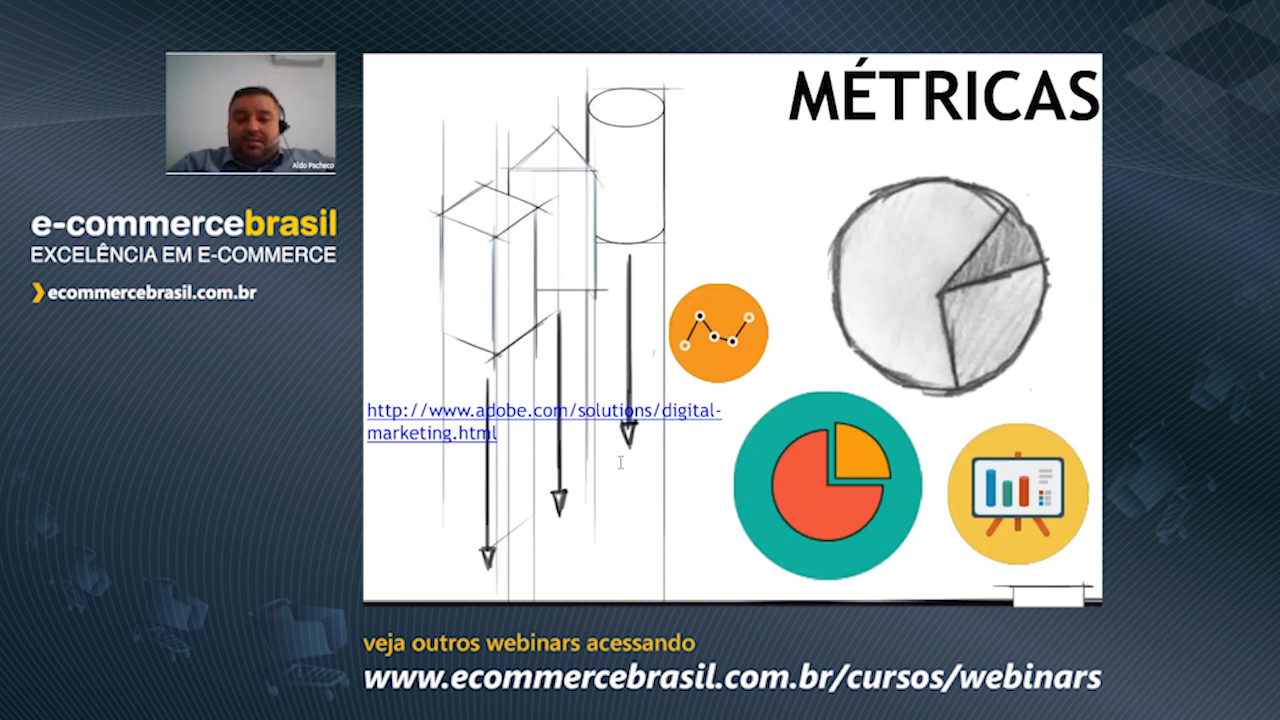 Aldo Pacheco
e-commercebrasil
EXCELÊNCIA EM E-COMMERCE
ecommercebrasil.com.br
MÉTRICAS
http://www.adobe.com/solutions/digital-
marketing.html
veja outros webinars acessando
www.ecommercebrasil.com.br/cursos/webinars